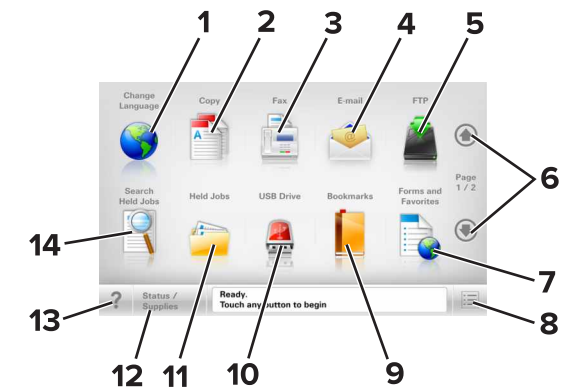 1 2 3 4 5
Change
Language
Copy
Fax
E-mail
FTP
A
@
6
Page
1 / 2
Search
Held Jobs
Held Jobs
USB Drive
Bookmarks
Forms and
Favorites
14
7
?
Status /
Supplies
Ready.
Touch any button to begin
13
8
12 11 10 9